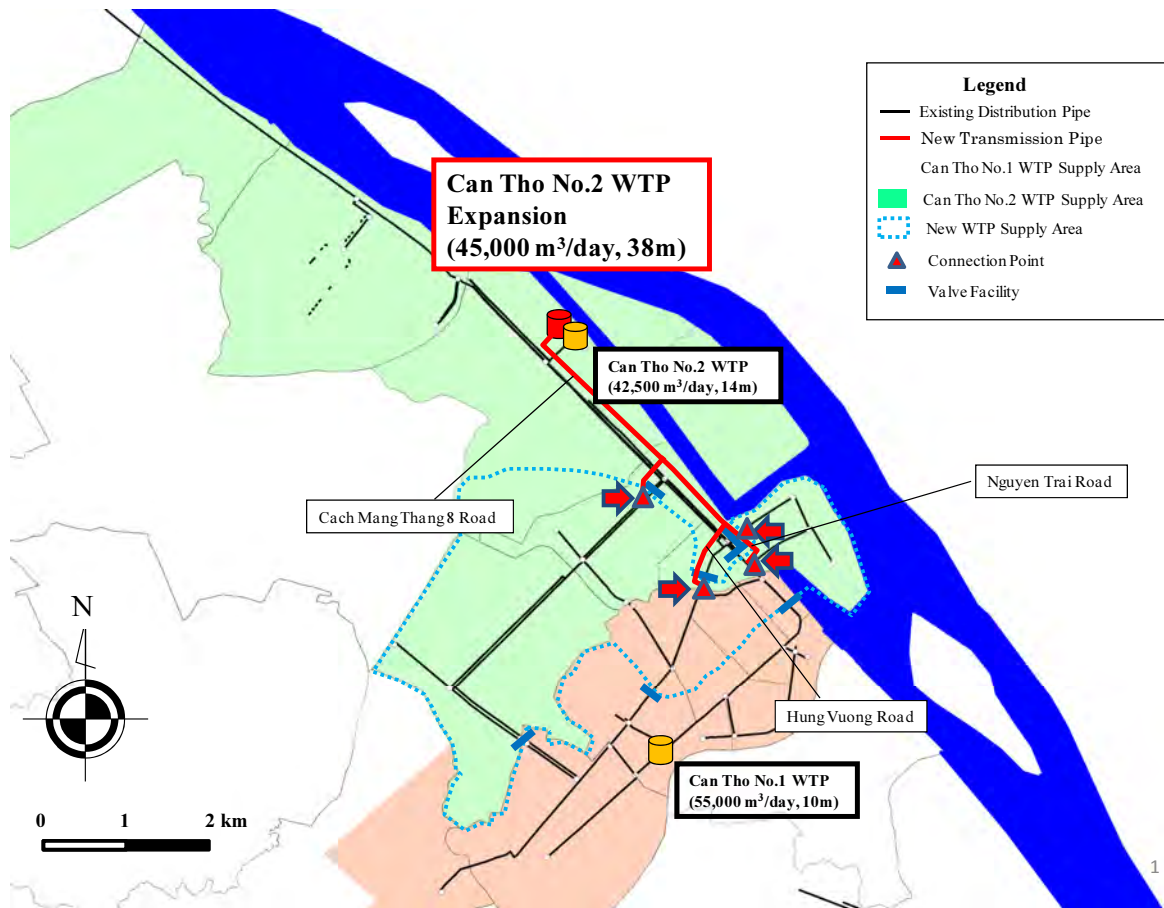 Legend
Existing Distribution Pipe
New Transmission Pipe
Can Tho No.1 WTP Supply Area
Can Tho No.2 WTP Supply Area
New WTP Supply Area
Connection Point
Valve Facility
Can Tho No.2 WTP
Expansion
(45,000 m³/day, 38m)
Can Tho No.2 WTP
(42,500 m³/day, 14m)
Nguyen Trai Road
Cach Mang Thang 8 Road
N
Hung Vuong Road
Can Tho No.1 WTP
(55,000 m³/day, 10m)
0 1 2 km
1